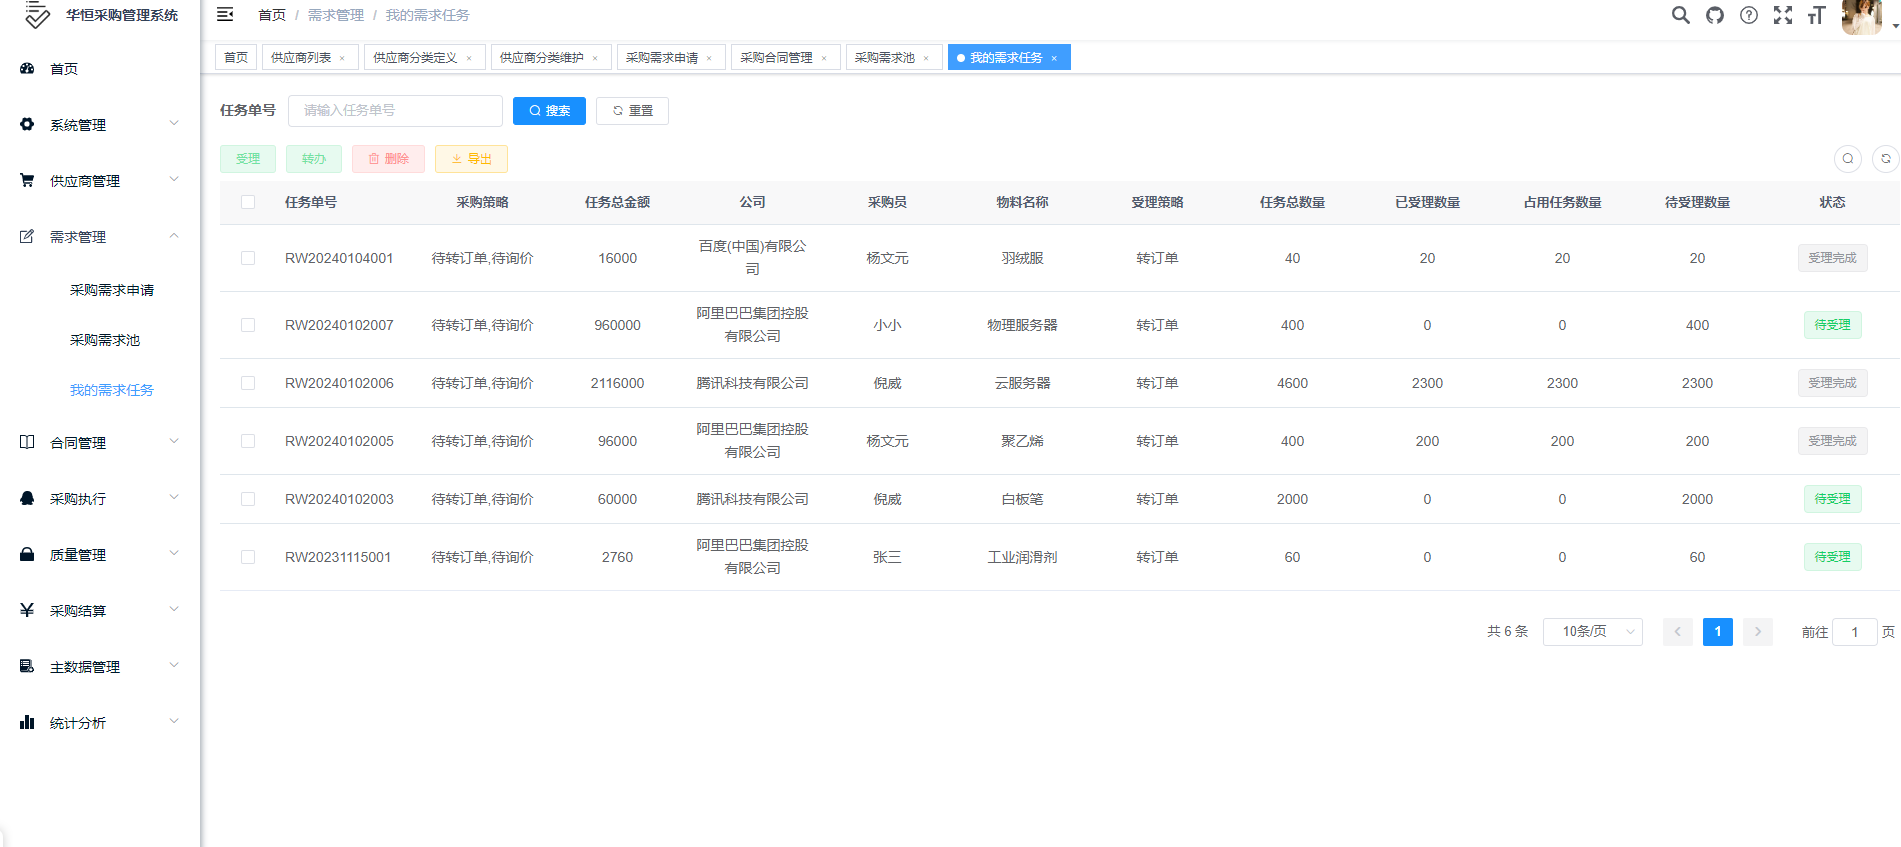 华恒采购管理系统
首页 / 需求管理 / 我的需求任务
首页
系统管理
供应商管理
需求管理
采购需求申请
采购需求池
我的需求任务
合同管理
采购执行
质量管理
采购结算
主数据管理
统计分析
首页 供应商列表 × 供应商分类定义 × 供应商分类维护 × 采购需求申请 × 采购合同管理 × 采购需求池 × 我的需求任务 ×
任务单号 请输入任务单号 搜索 重置
受理 转办 删除 导出
任务单号 采购策略 任务总金额 公司 采购员 物料名称 受理策略 任务总数量 已受理数量 占用任务数量 待受理数量 状态
RW20240104001 待转订单,待询价 16000 百度(中国)有限公 杨文元 羽绒服 转订单 40 20 20 20 受理完成
司
RW20240102007 待转订单,待询价 960000 阿里巴巴集团控股 小小 物理服务器 转订单 400 0 0 400 待受理
有限公司
RW20240102006 待转订单,待询价 2116000 腾讯科技有限公司 倪威 云服务器 转订单 4600 2300 2300 2300 受理完成
RW20240102005 待转订单,待询价 96000 阿里巴巴集团控股 杨文元 聚乙烯 转订单 400 200 200 200 受理完成
有限公司
RW20240102003 待转订单,待询价 60000 腾讯科技有限公司 倪威 白板笔 转订单 2000 0 0 2000 待受理
RW20231115001 待转订单,待询价 2760 阿里巴巴集团控股 张三 工业润滑剂 转订单 60 0 0 60 待受理
有限公司
共 6 条 10条/页 1 前往 1 页